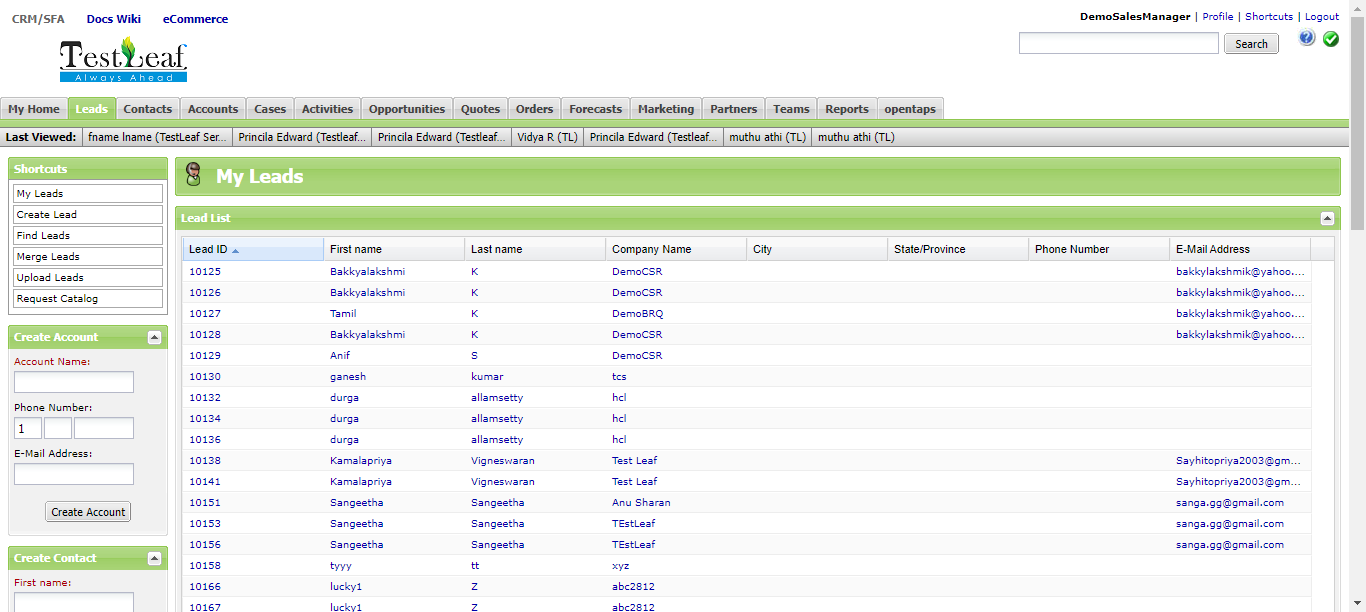 CRM/SFA Docs Wiki eCommerce
DemoSalesManager | Profile | Shortcuts | Logout
TestLeaf
Always Ahead
Search
My Home Leads Contacts Accounts Cases Activities Opportunities Quotes Orders Forecasts Marketing Partners Teams Reports opentaps
Last Viewed: fname lname (TestLeaf Ser... Princila Edward (Testleaf... Princila Edward (Testleaf... Vidya R (TL) Princila Edward (Testleaf... muthu athi (TL) muthu athi (TL)
Shortcuts
My Leads
Create Lead
Find Leads
Merge Leads
Upload Leads
Request Catalog
Create Account
Account Name:
Phone Number:
1
E-Mail Address:
Create Account
Create Contact
First name:
My Leads
Lead List
Lead ID First name Last name Company Name City State/Province Phone Number E-Mail Address
10125 Bakkyalakshmi K DemoCSR bakkylakshmik@yahoo....
10126 Bakkyalakshmi K DemoCSR bakkylakshmik@yahoo....
10127 Tamil K DemoBRQ bakkylakshmik@yahoo....
10128 Bakkyalakshmi K DemoCSR bakkylakshmik@yahoo....
10129 Anif S DemoCSR
10130 ganesh kumar tcs
10132 durga allamsetty hcl
10134 durga allamsetty hcl
10136 durga allamsetty hcl
10138 Kamalapriya Vigneswaran Test Leaf Sayhitopriya2003@gm...
10141 Kamalapriya Vigneswaran Test Leaf Sayhitopriya2003@gm...
10151 Sangeetha Sangeetha Anu Sharan sanga.gg@gmail.com
10153 Sangeetha Sangeetha TEstLeaf sanga.gg@gmail.com
10156 Sangeetha Sangeetha TEstLeaf sanga.gg@gmail.com
10158 tyyy tt xyz
10166 lucky1 Z abc2812
10167 lucky1 Z abc2812